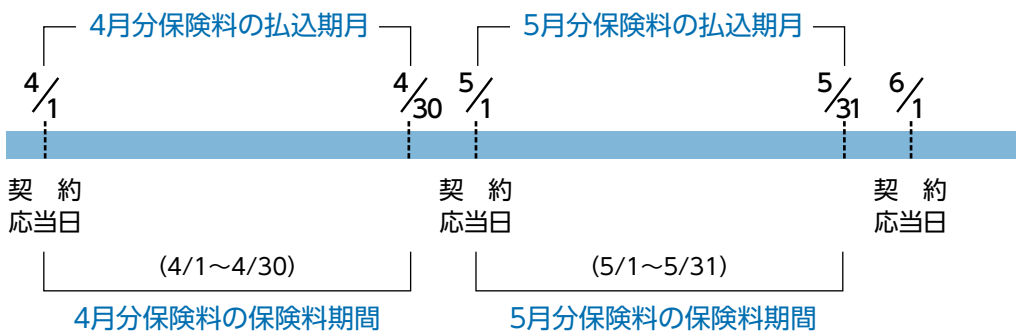 4月分保険料の払込期月 5月分保険料の払込期月
4/1 4/30 5/1 5/31 6/1
契　約 契　約 契　約
応当日 応当日 応当日
(4/1～4/30) (5/1～5/31)
4月分保険料の保険料期間 5月分保険料の保険料期間